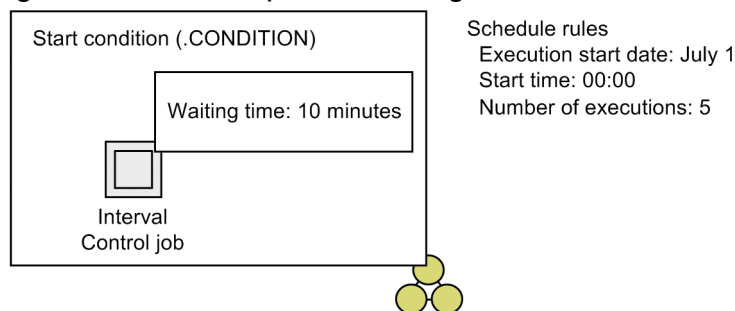 Start condition (.CONDITION)
Waiting time: 10 minutes
Interval
Control job
Schedule rules
Execution start date: July 1
Start time: 00:00
Number of executions: 5